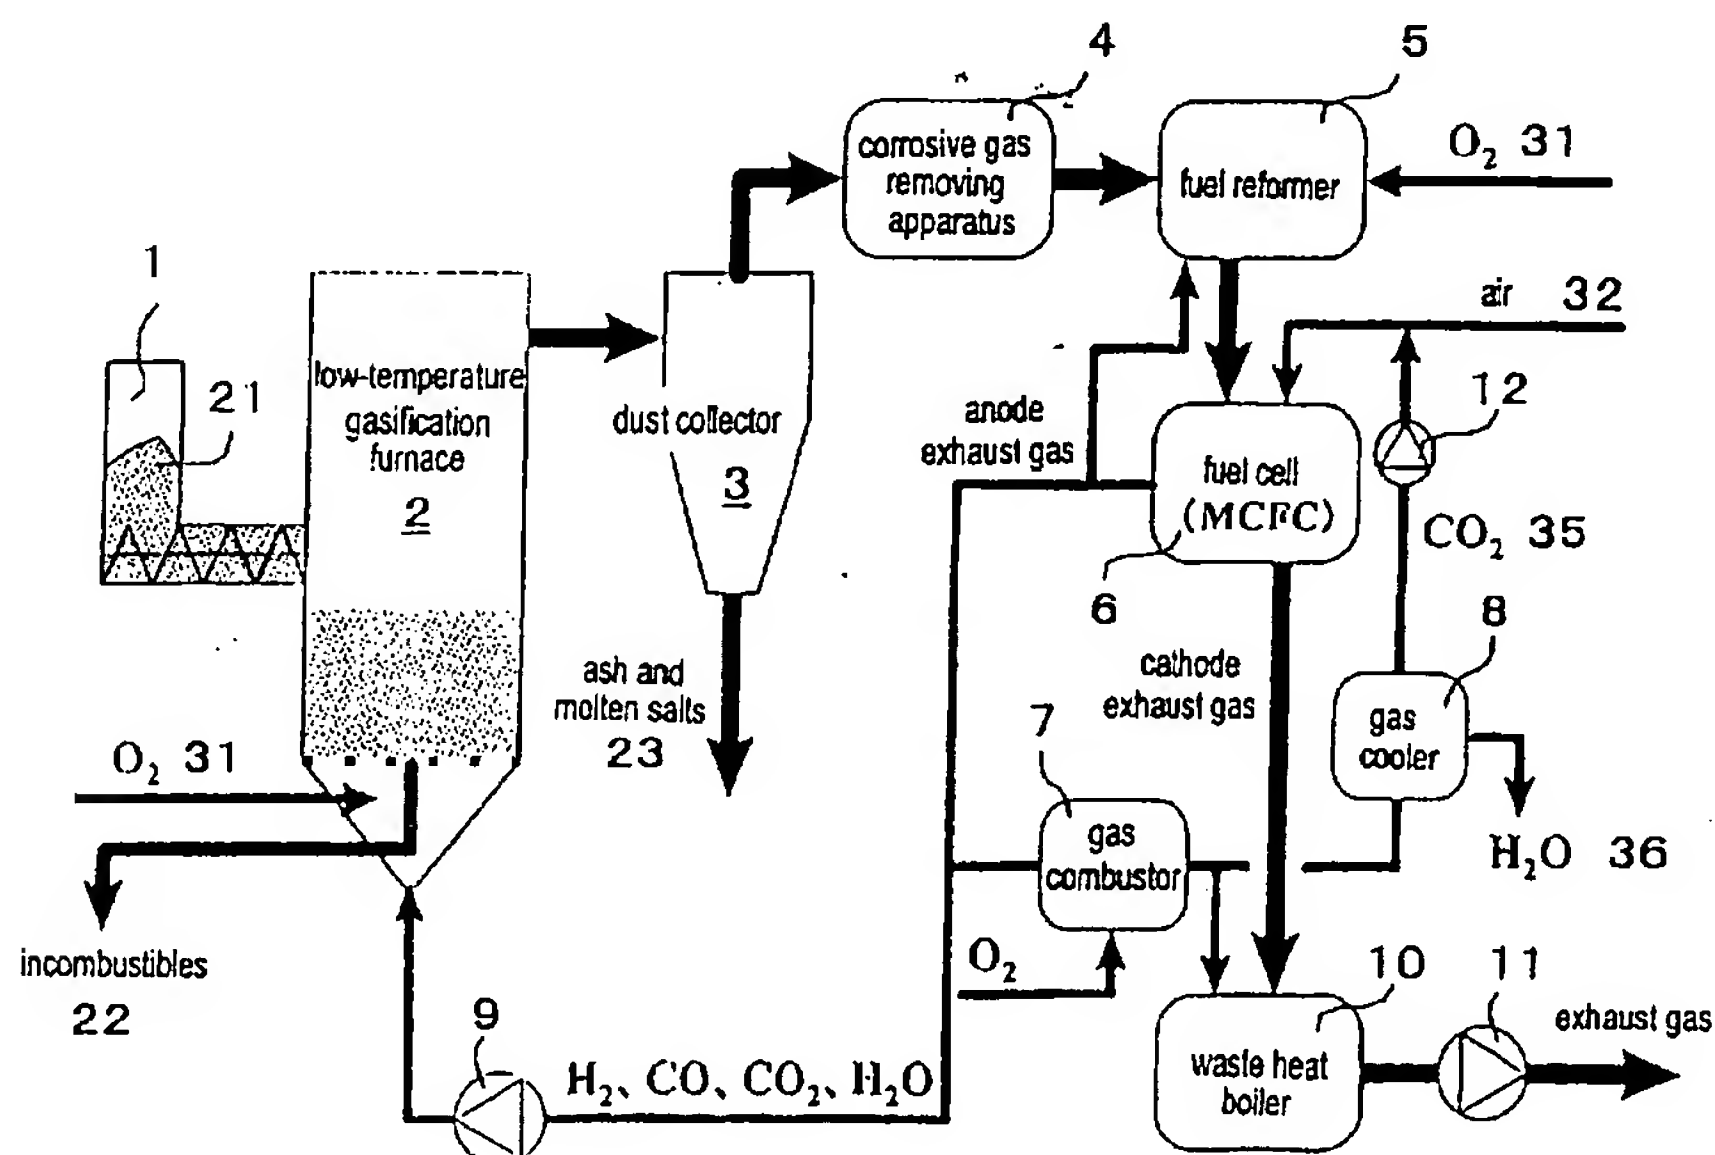 4
5
corrosive gas
removing
apparatus
fuel reformer
O₂ 31
1
21
low-temperature
gasification
furnace
2
dust collector
3
air 32
anode
exhaust gas
12
fuel cell
(MCFC)
6
CO₂ 35
8
gas
cooler
H₂O 36
cathode
exhaust gas
7
gas
combustor
O₂
ash and
molten salts
23
O₂ 31
incombustibles
22
9
H₂、CO、CO₂、H₂O
10
waste heat
boiler
11
exhaust gas